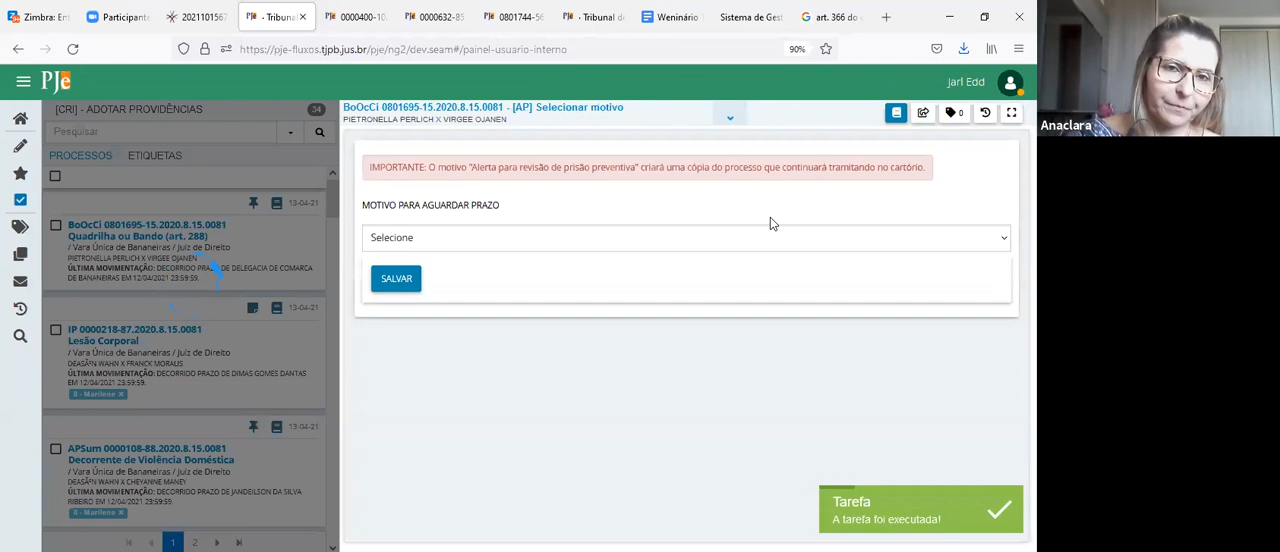 Zimbra: Ent
Participante
2021101567
PJe - Tribunal
PJe 0000400-10.
PJe 0000632-85
PJe 0801744-56
PJe - Tribunal de
Weninário
Sistema de Gest
art. 366 do c
https://pje-fluxos.tjpb.jus.br/pje/ng2/dev.seam#/painel-usuario-interno
90%
PJe
Jarl Edd
[CRI] - ADOTAR PROVIDÊNCIAS
34
Pesquisar
PROCESSOS
ETIQUETAS
13-04-21
BoOcCi 0801695-15.2020.8.15.0081
Quadrilha ou Bando (art. 288)
/ Vara Única de Bananeiras / Juiz de Direito
PIETRONELLA PERLICH X VIRGEE OJANEN
ÚLTIMA MOVIMENTAÇÃO: DECORRIDO PRAZO DE DELEGACIA DE COMARCA
DE BANANEIRAS EM 12/04/2021 23:59:59.
13-04-21
IP 0000218-87.2020.8.15.0081
Lesão Corporal
/ Vara Única de Bananeiras / Juiz de Direito
X FRANCK MORALIS
ÚLTIMA MOVIMENTAÇÃO: DECORRIDO PRAZO DE DIMAS GOMES DANTAS
EM 12/04/2021 23:59:59.
8 - Marilene ×
13-04-21
APSum 0000108-88.2020.8.15.0081
Decorrente de Violência Doméstica
/ Vara Única de Bananeiras / Juiz de Direito
X CHEYANNE MANEY
ÚLTIMA MOVIMENTAÇÃO: DECORRIDO PRAZO DE JANDEILSON DA SILVA
RIBEIRO EM 12/04/2021 23:59:59.
8 - Marilene ×
1
2
BoOcCi 0801695-15.2020.8.15.0081 - [AP] Selecionar motivo
PIETRONELLA PERLICH X VIRGEE OJANEN
0
IMPORTANTE: O motivo "Alerta para revisão de prisão preventiva" criará uma cópia do processo que continuará tramitando no cartório.
MOTIVO PARA AGUARDAR PRAZO
Selecione
SALVAR
Tarefa
A tarefa foi executada!
Anaclara